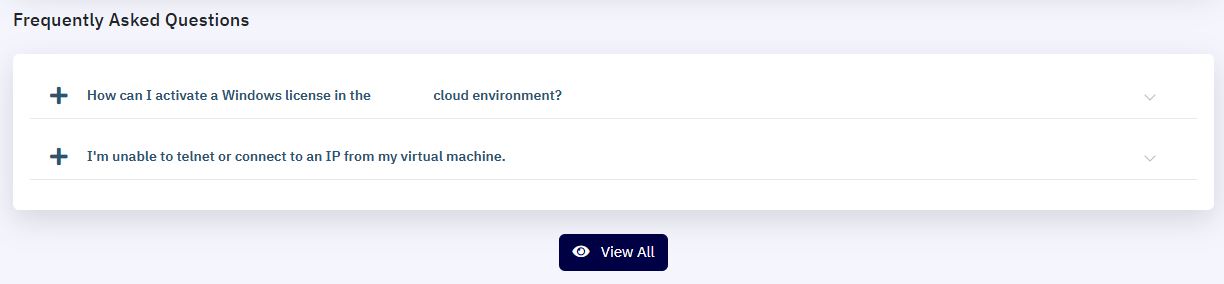 Frequently Asked Questions
How can I activate a Windows license in the cloud environment?
I'm unable to telnet or connect to an IP from my virtual machine.
View All